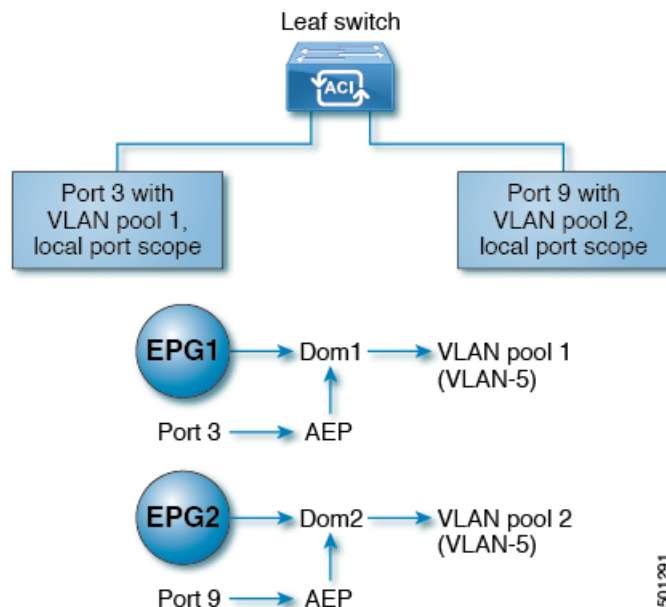 Leaf switch
ACI
Port 3 with
VLAN pool 1,
local port scope
Port 9 with
VLAN pool 2,
local port scope
EPG1
Dom1
VLAN pool 1
(VLAN-5)
Port 3
AEP
EPG2
Dom2
VLAN pool 2
(VLAN-5)
Port 9
AEP
501291